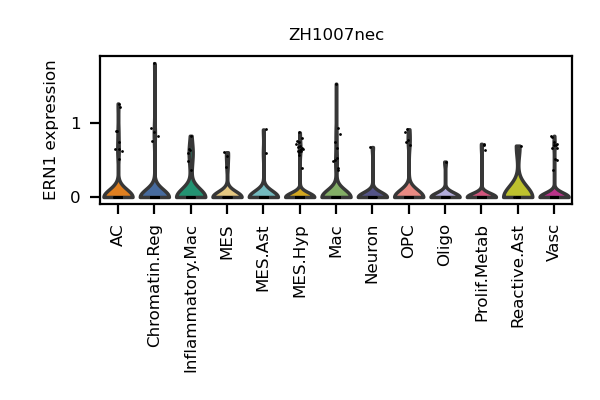 ZH1007nec
ERN1 expression
1
0
AC
Chromatin.Reg
Inflammatory.Mac
MES
MES.Ast
MES.Hyp
Mac
Neuron
OPC
Oligo
Prolif.Metab
Reactive.Ast
Vasc